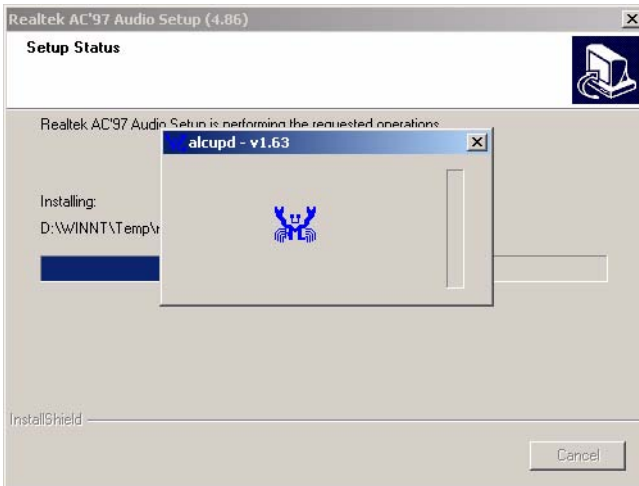 Realtek AC'97 Audio Setup (4.86)
Setup Status
Realtek AC'97 Audio Setup is performing the requested operations
alcupd - v1.63
Installing:
D:\WINNT\Temp\
InstallShield
Cancel